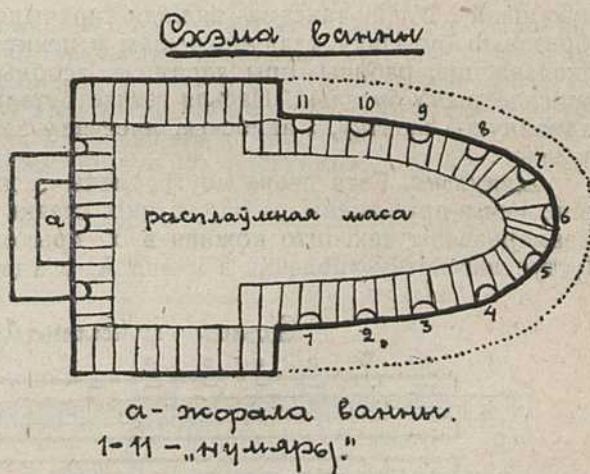 Схэма ванны
11 10 9 8 7.
6
а расплаўленая маса
5
1 2. 3 4
а - жорала ванны.
1-11 - „нумяры."